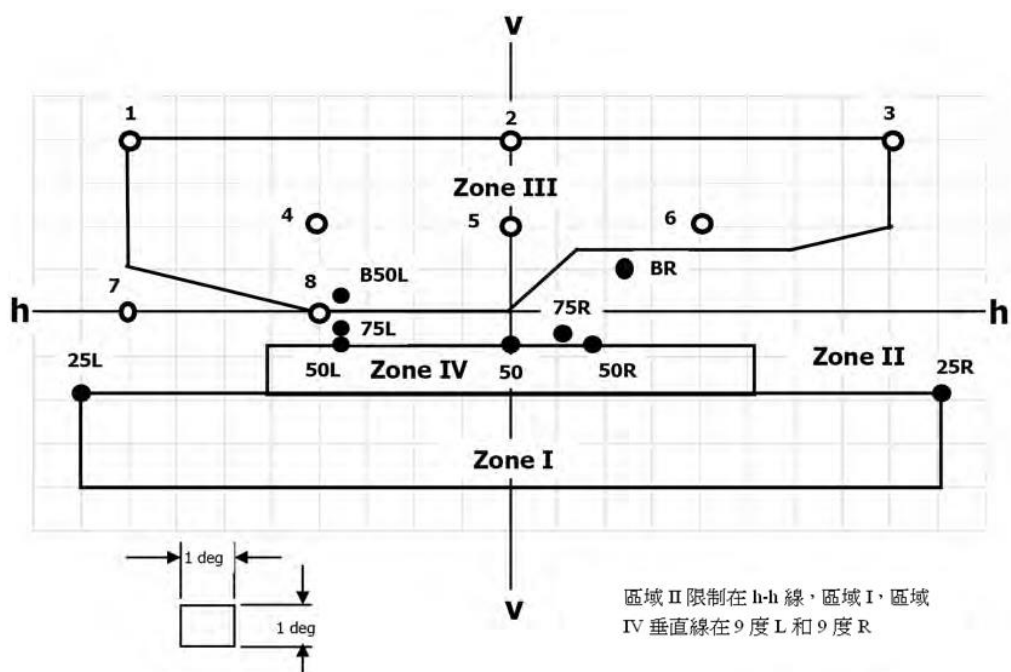 v
1
2
3
Zone III
4
5
6
B50L
BR
7
8
h
h
75R
75L
Zone II
25L
50L
Zone IV
50
50R
25R
Zone I
1 deg
1 deg
v
區域 II 限制在 h-h 線，區域 I，區域
IV 垂直線在 9 度 L 和 9 度 R